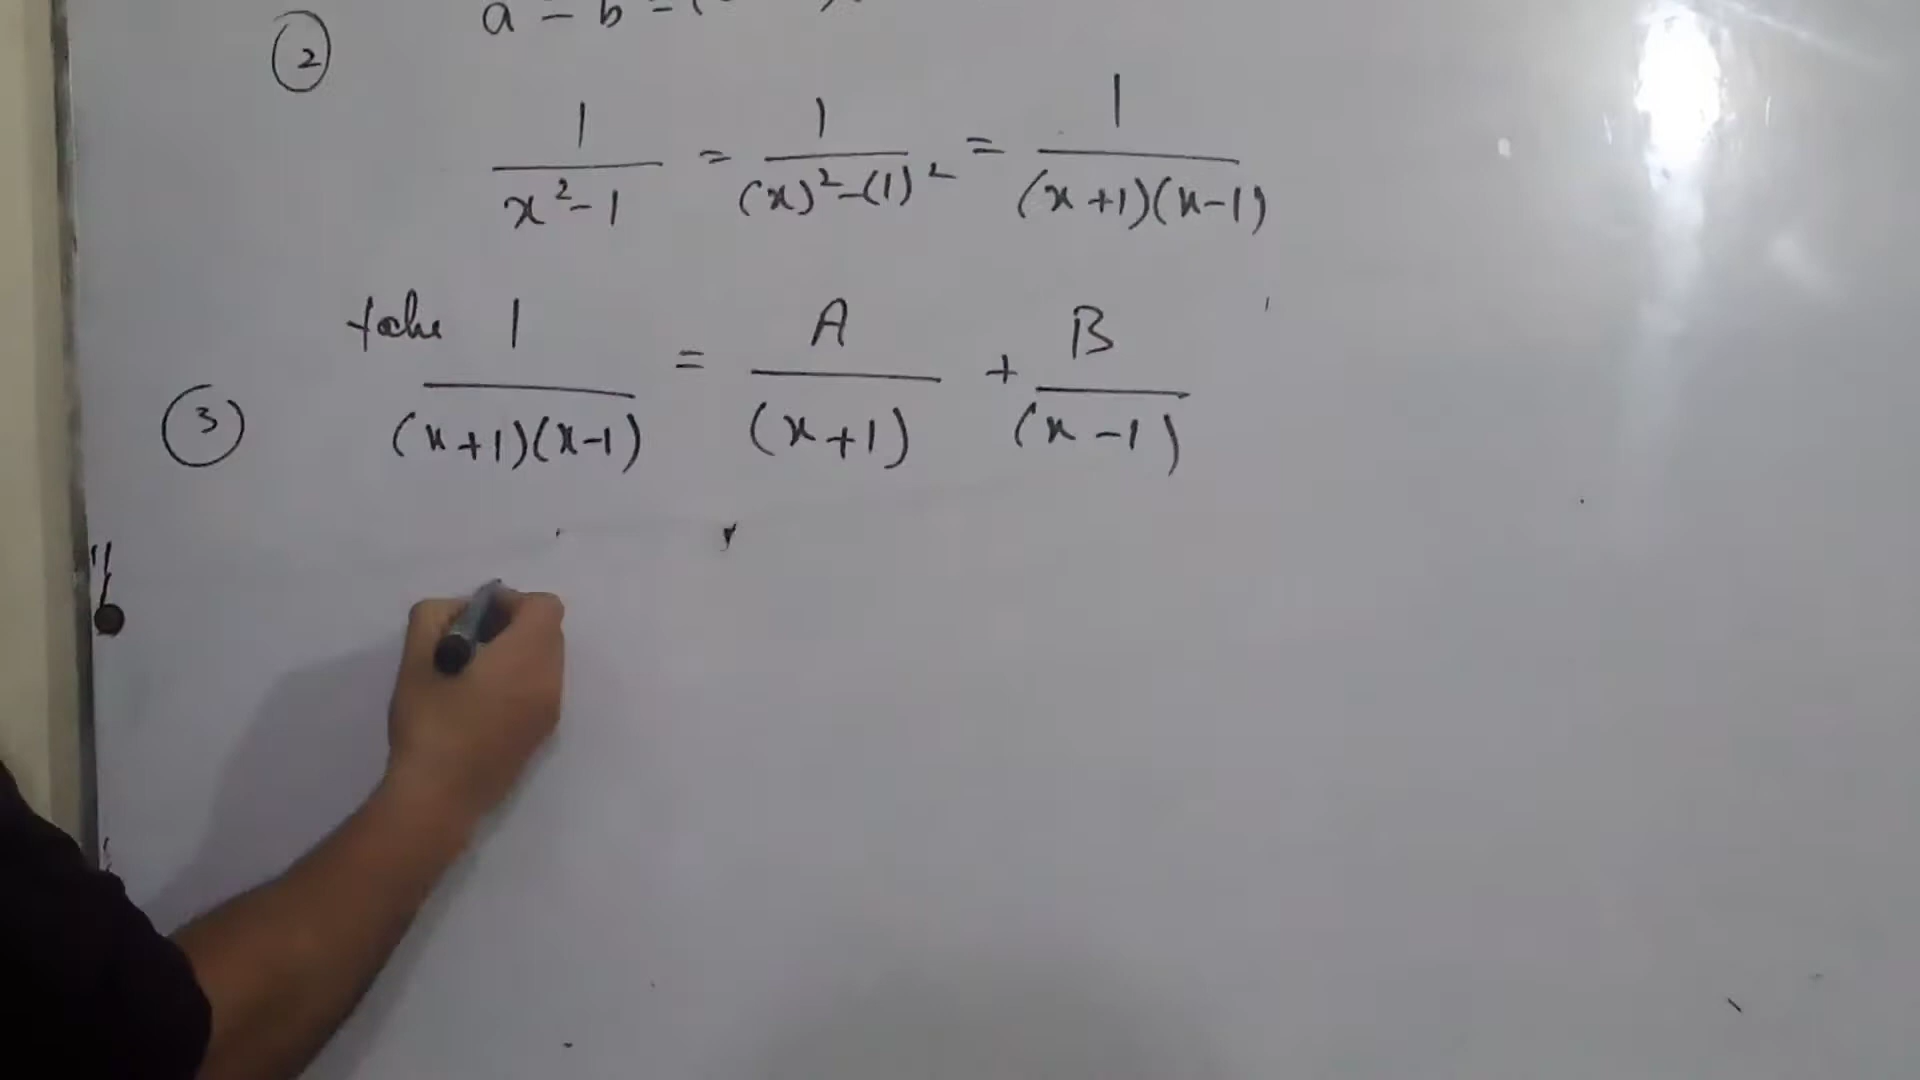 ② a - b = (
1/(x²-1) = 1/((x)²-(1)²) = 1/((x+1)(x-1))
take 1/((x+1)(x-1)) = A/(x+1) + B/(x-1)
③